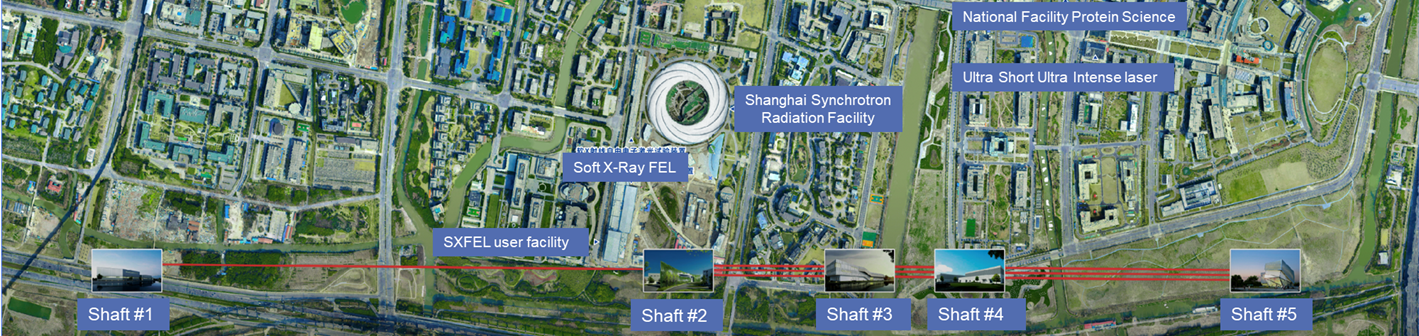 National Facility Protein Science
Ultra Short Ultra Intense laser
Shanghai Synchrotron
Radiation Facility
Soft X-Ray FEL
SXFEL user facility
Shaft #1
Shaft #2
Shaft #3
Shaft #4
Shaft #5